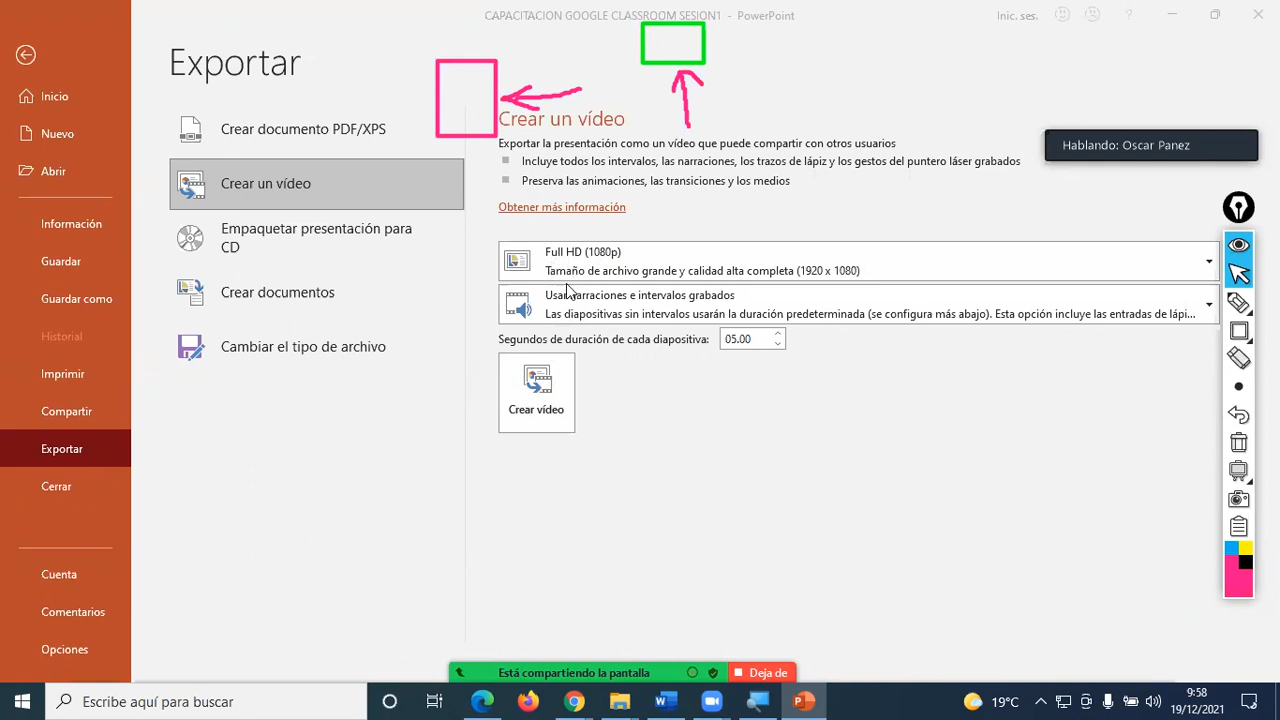 CAPACITACION GOOGLE CLASSROOM SESION1 - PowerPoint
Inic. ses.
?
Exportar
Inicio
Nuevo
Abrir
Información
Guardar
Guardar como
Historial
Imprimir
Compartir
Exportar
Cerrar
Cuenta
Comentarios
Opciones
Crear documento PDF/XPS
Crear un vídeo
Empaquetar presentación para
CD
Crear documentos
Cambiar el tipo de archivo
Crear un vídeo
Exportar la presentación como un vídeo que puede compartir con otros usuarios
Incluye todos los intervalos, las narraciones, los trazos de lápiz y los gestos del puntero láser grabados
Preserva las animaciones, las transiciones y los medios
Obtener más información
Full HD (1080p)
Tamaño de archivo grande y calidad alta completa (1920 x 1080)
Usar narraciones e intervalos grabados
Las diapositivas sin intervalos usarán la duración predeterminada (se configura más abajo). Esta opción incluye las entradas de lápi...
Segundos de duración de cada diapositiva: 05.00
Crear vídeo
Hablando: Oscar Panez
Está compartiendo la pantalla
Deja de
Escribe aquí para buscar
19°C
9:58
19/12/2021